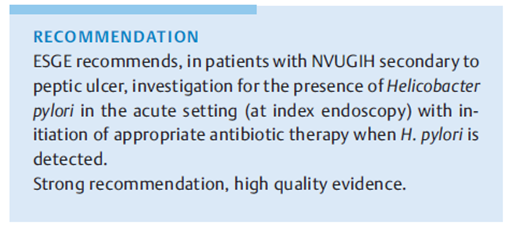 RECOMMENDATION
ESGE recommends, in patients with NVUGIH secondary to
peptic ulcer, investigation for the presence of Helicobacter
pylori in the acute setting (at index endoscopy) with in-
itiation of appropriate antibiotic therapy when H. pylori is
detected.
Strong recommendation, high quality evidence.